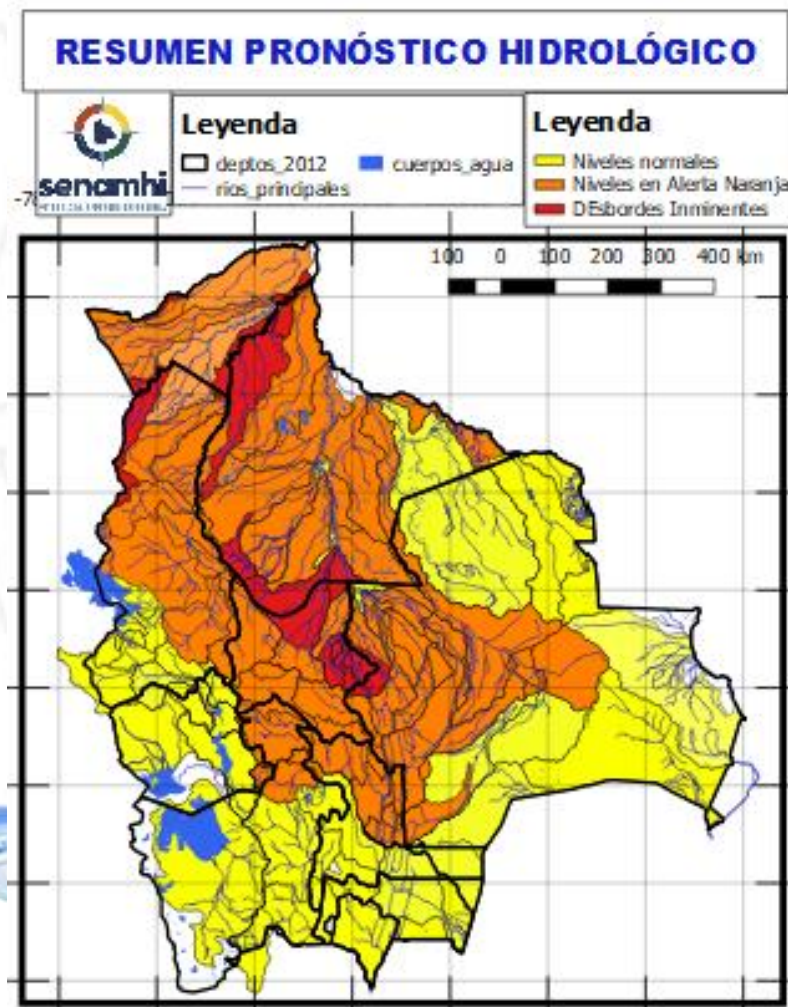 RESUMEN PRONÓSTICO HIDROLÓGICO
senamhi
Leyenda
deptos_2012 cuerpos_agua
rios_principales
Leyenda
Niveles normales
Niveles en Alerta Naranja
DEsbordes Inminentes
100 0 100 200 300 400 km